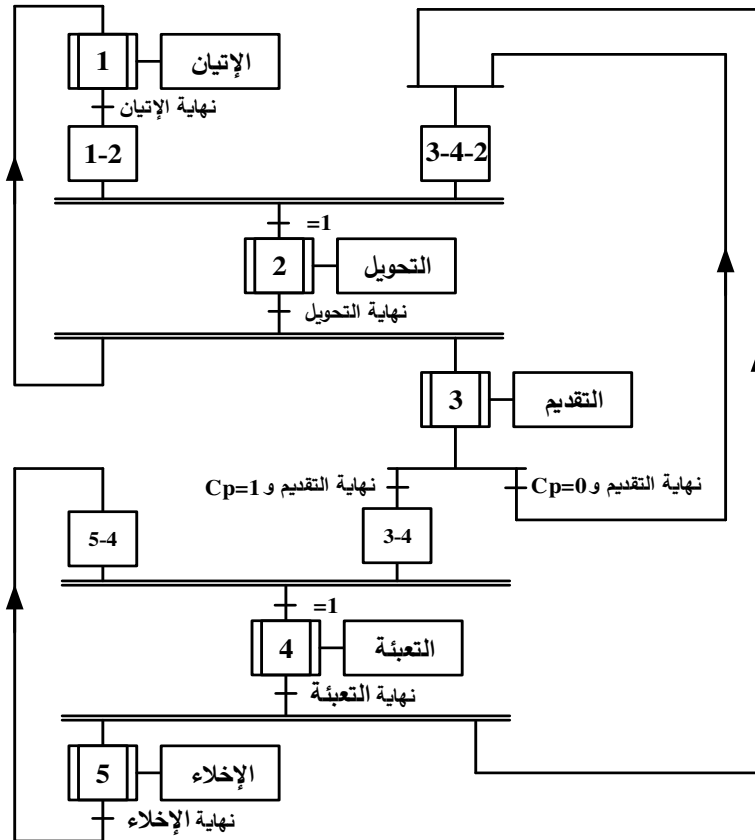 1
الإتيان
نهاية الإتيان
1-2
3-4-2
=1
2
التحويل
نهاية التحويل
3
التقديم
نهاية التقديم و Cp=1
نهاية التقديم و Cp=0
5-4
3-4
=1
4
التعبئة
نهاية التعبئة
5
الإخلاء
نهاية الإخلاء